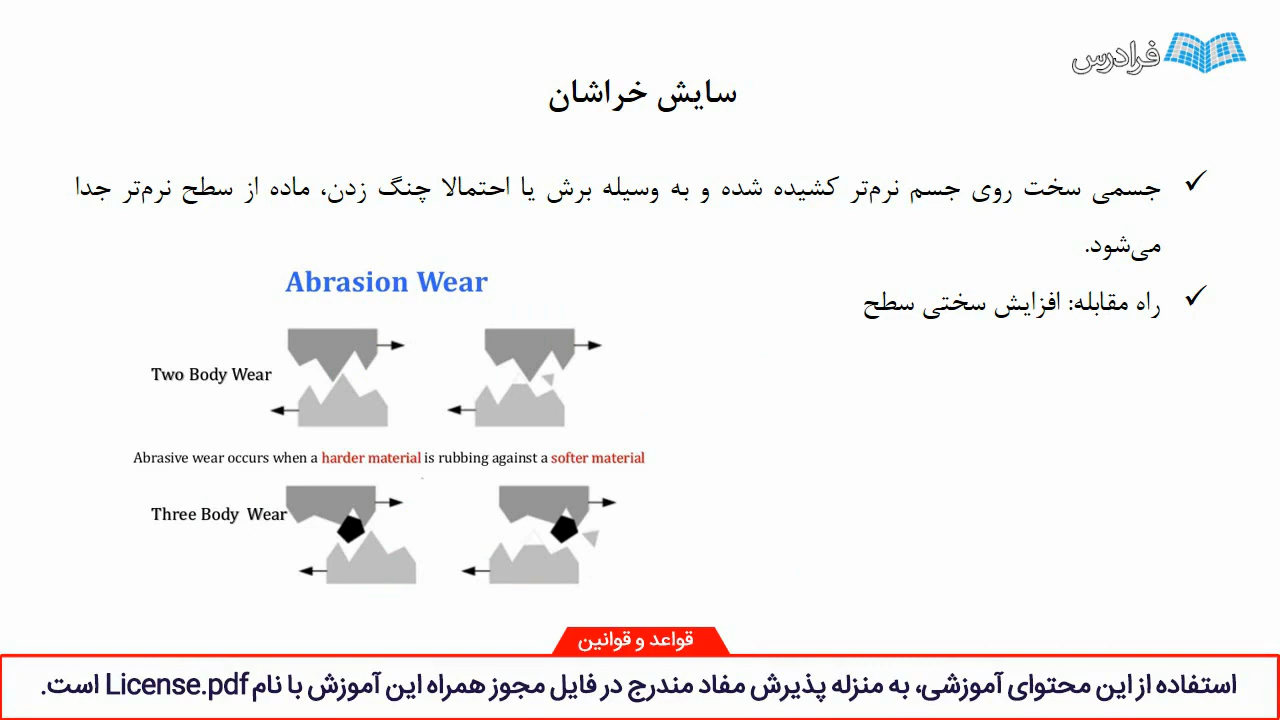 فرادرس
سایش خراشان
جسمی سخت روی جسم نرم‌تر کشیده شده و به وسیله برش یا احتمالا چنگ زدن، ماده از سطح نرم‌تر جدا
می‌شود.
راه مقابله: افزایش سختی سطح
Abrasion Wear
Two Body Wear
Abrasive wear occurs when a harder material is rubbing against a softer material
Three Body Wear
قواعد و قوانین
استفاده از این محتوای آموزشی، به منزله پذیرش مفاد مندرج در فایل مجوز همراه این آموزش با نام License.pdf است.